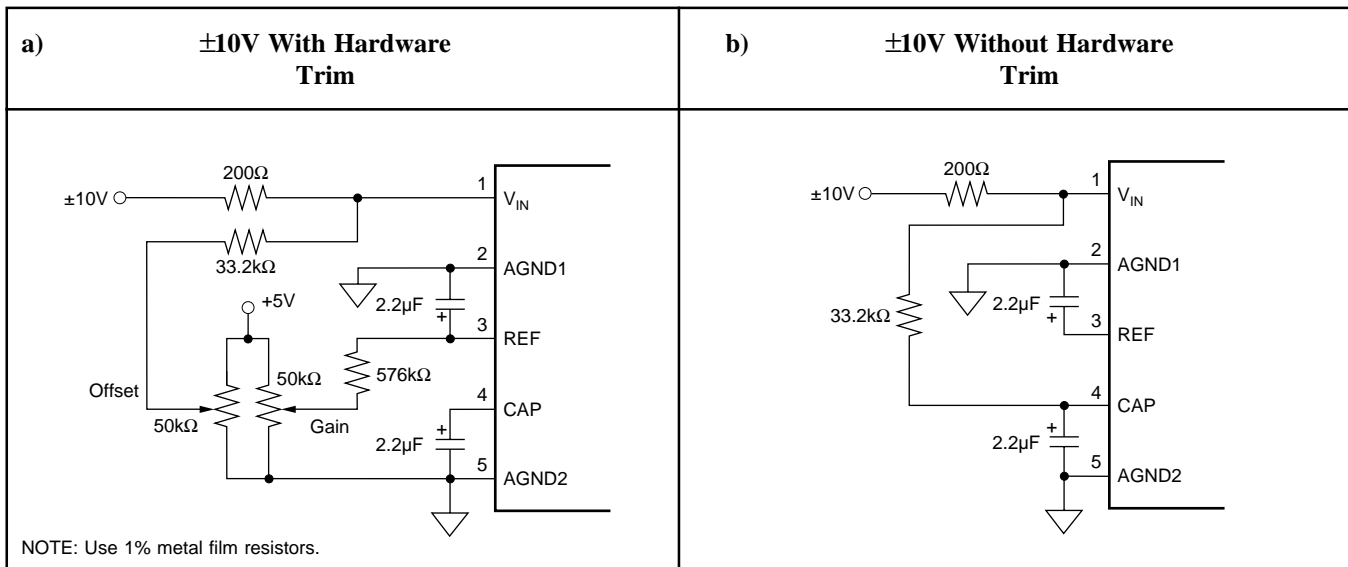 a)
±10V With Hardware
Trim
200Ω
±10V
33.2kΩ
+5V
Offset
50kΩ
50kΩ
Gain
576kΩ
2.2µF
+
+
2.2µF
1
VIN
2
AGND1
3
REF
4
CAP
5
AGND2
NOTE: Use 1% metal film resistors.
b)
±10V Without Hardware
Trim
200Ω
±10V
33.2kΩ
2.2µF
+
+
2.2µF
1
VIN
2
AGND1
3
REF
4
CAP
5
AGND2